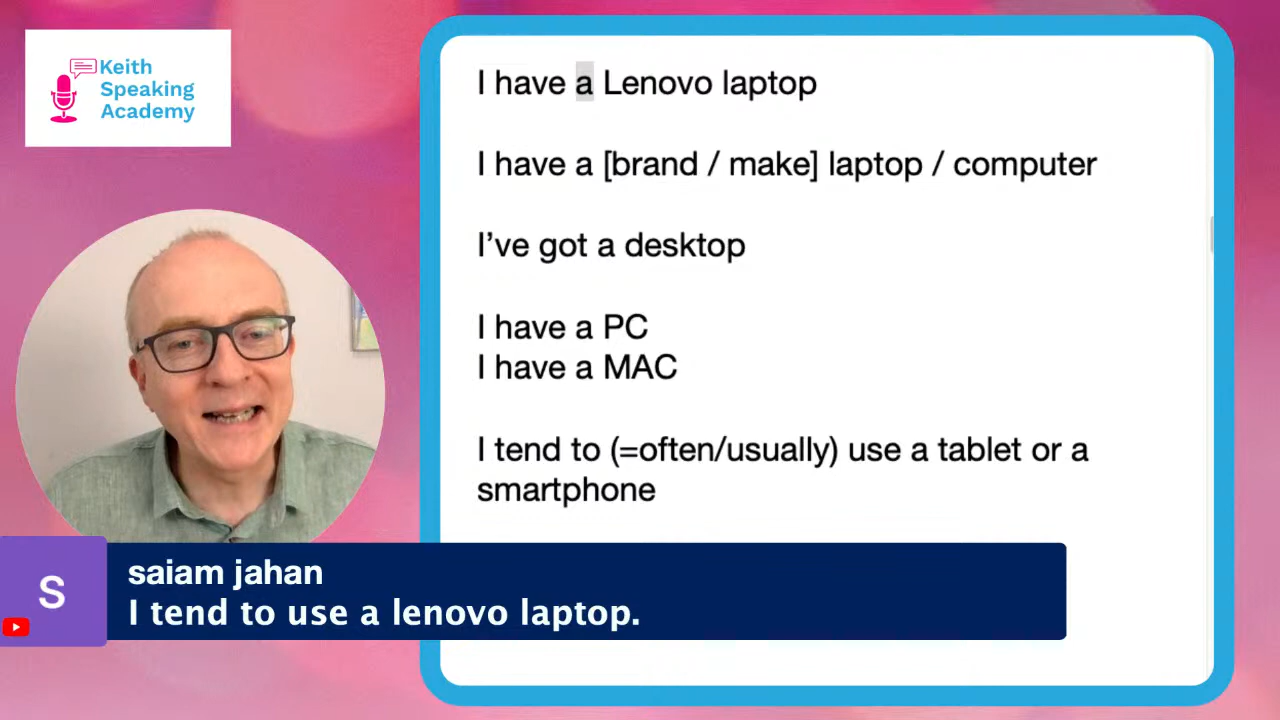 Keith
Speaking
Academy
I have a Lenovo laptop
I have a [brand / make] laptop / computer
I’ve got a desktop
I have a PC
I have a MAC
I tend to (=often/usually) use a tablet or a
smartphone
S
saiam jahan
I tend to use a lenovo laptop.